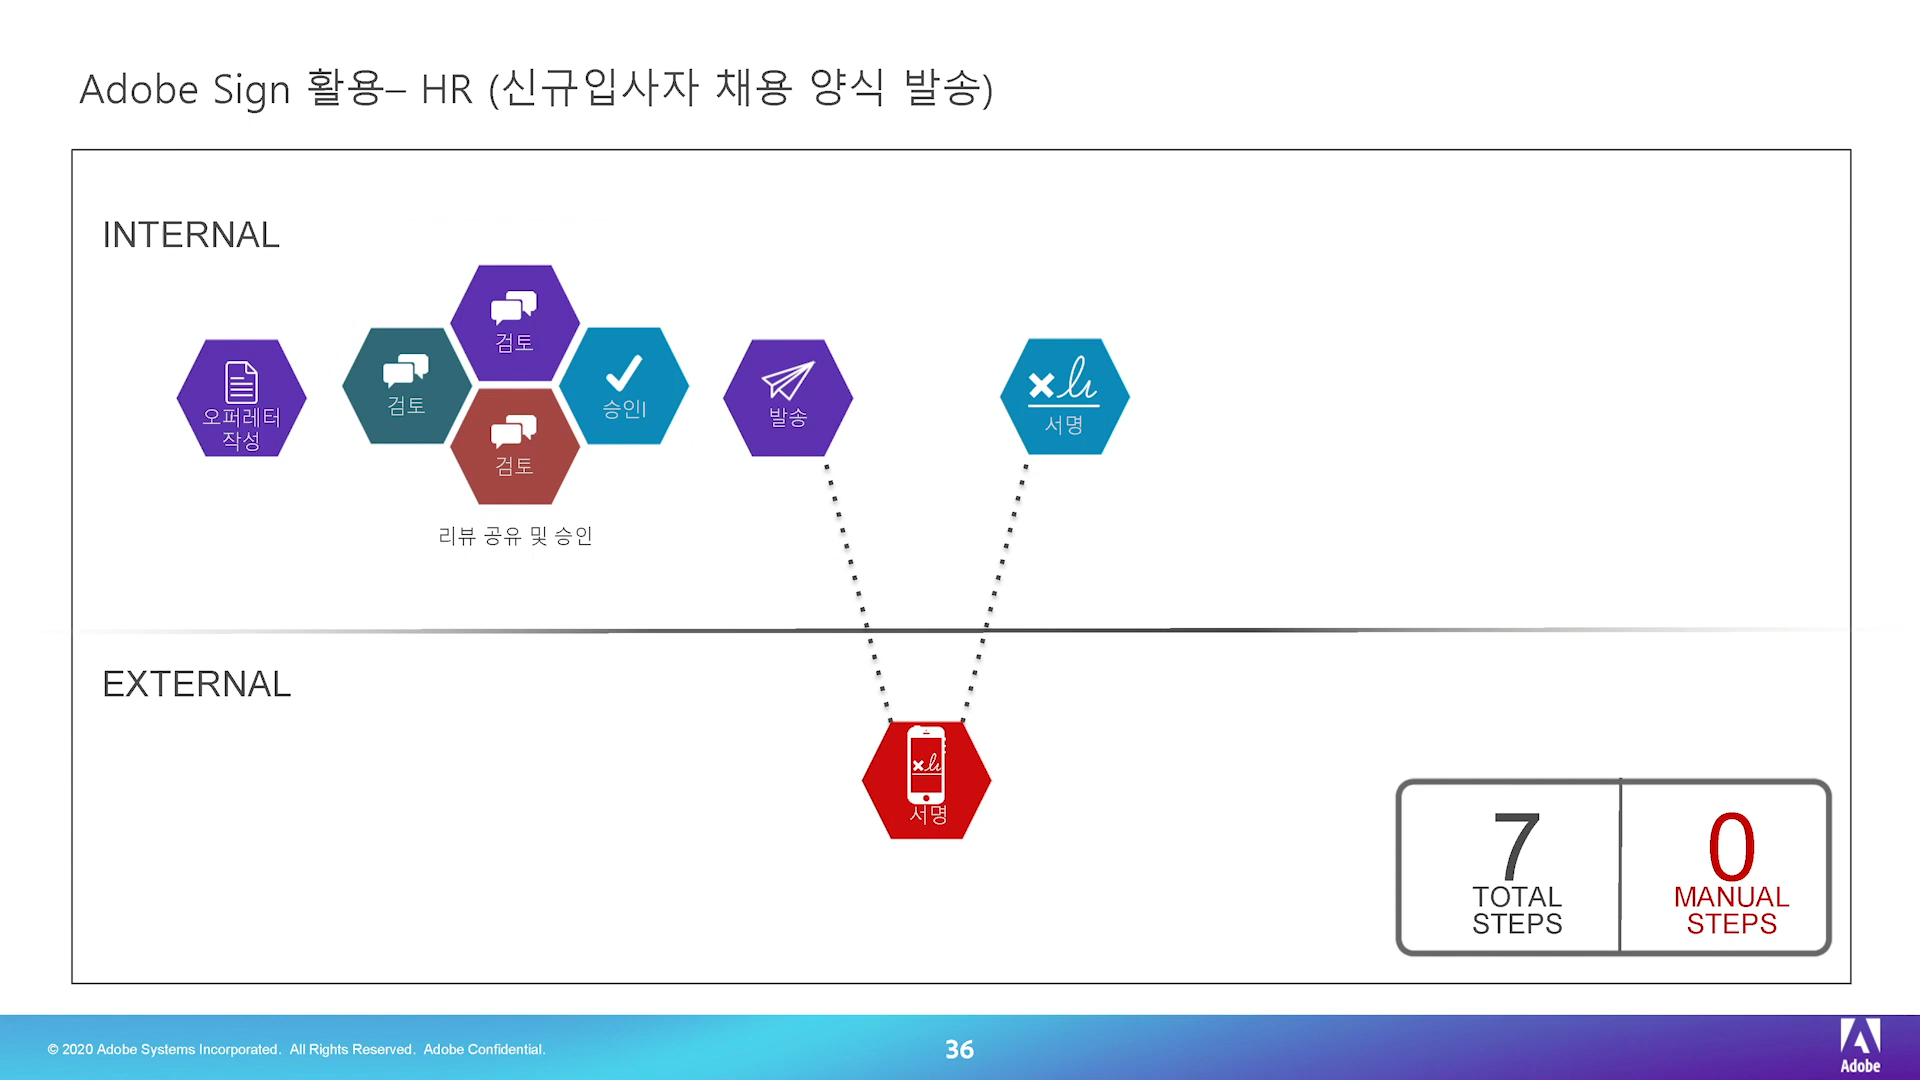 Adobe Sign 활용– HR (신규입사자 채용 양식 발송)
INTERNAL
오퍼레터
작성
검토
검토
검토
승인I
발송
서명
리뷰 공유 및 승인
EXTERNAL
서명
7
TOTAL
STEPS
0
MANUAL
STEPS
© 2020 Adobe Systems Incorporated. All Rights Reserved. Adobe Confidential.
36
Adobe